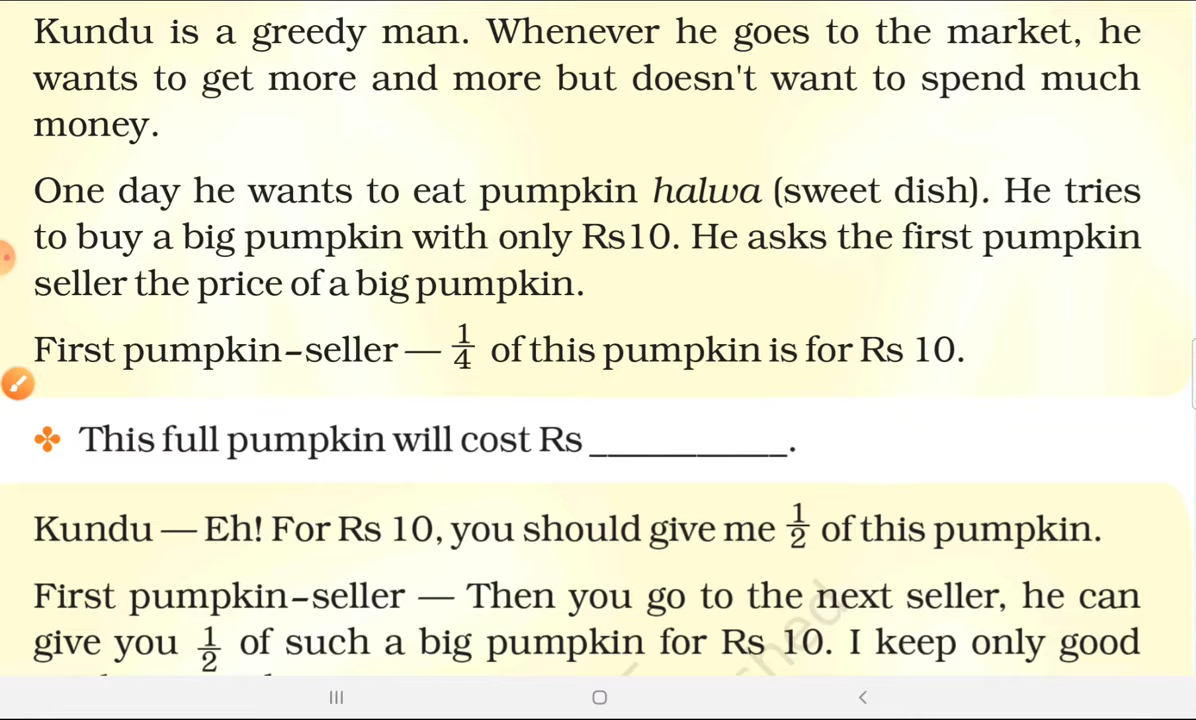 Kundu is a greedy man. Whenever he goes to the market, he
wants to get more and more but doesn't want to spend much
money.
One day he wants to eat pumpkin halwa (sweet dish). He tries
to buy a big pumpkin with only Rs10. He asks the first pumpkin
seller the price of a big pumpkin.
First pumpkin-seller — 1/4 of this pumpkin is for Rs 10.
This full pumpkin will cost Rs __________.
Kundu — Eh! For Rs 10, you should give me 1/2 of this pumpkin.
First pumpkin-seller — Then you go to the next seller, he can
give you 1/2 of such a big pumpkin for Rs 10. I keep only good